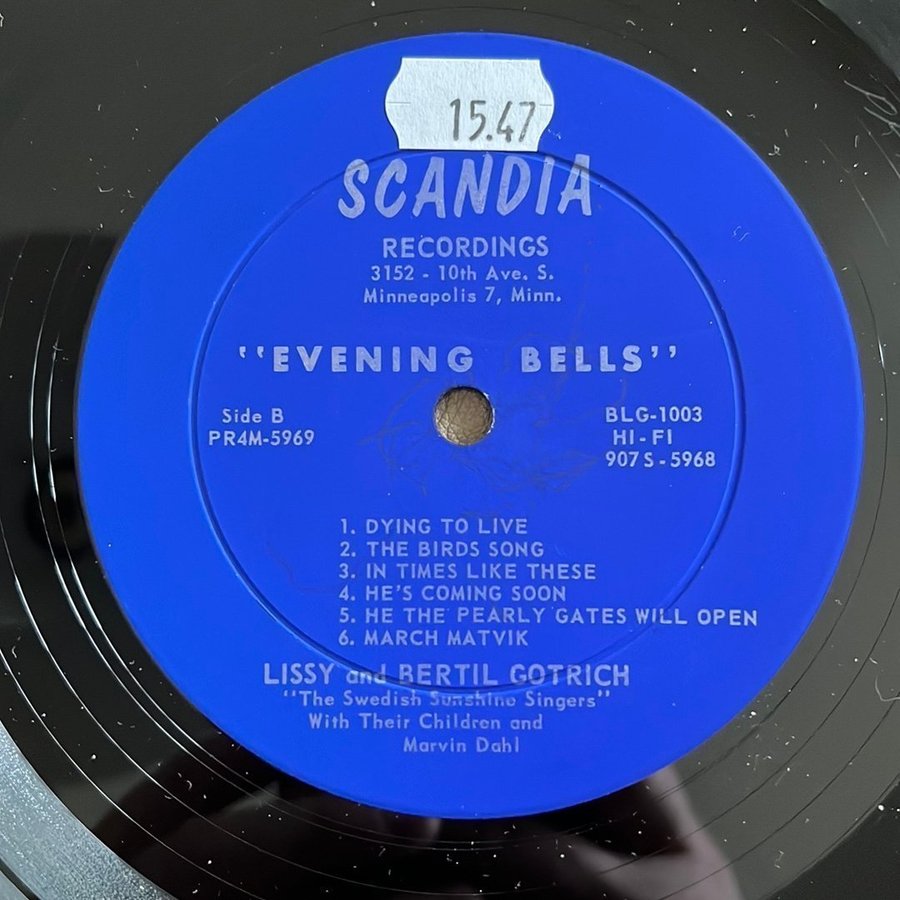 15.47
SCANDIA
RECORDINGS
3152 - 10th Ave. S.
Minneapolis 7, Minn.
"EVENING BELLS"
Side B
PR4M-5969
BLG-1003
HI-FI
907S-5968
1. DYING TO LIVE
2. THE BIRDS SONG
3. IN TIMES LIKE THESE
4. HE'S COMING SOON
5. HE THE PEARLY GATES WILL OPEN
6. MARCH MATVIK
LISSY and BERTIL GOTRICH
"The Swedish Sunshine Singers"
With Their Children and
Marvin Dahl